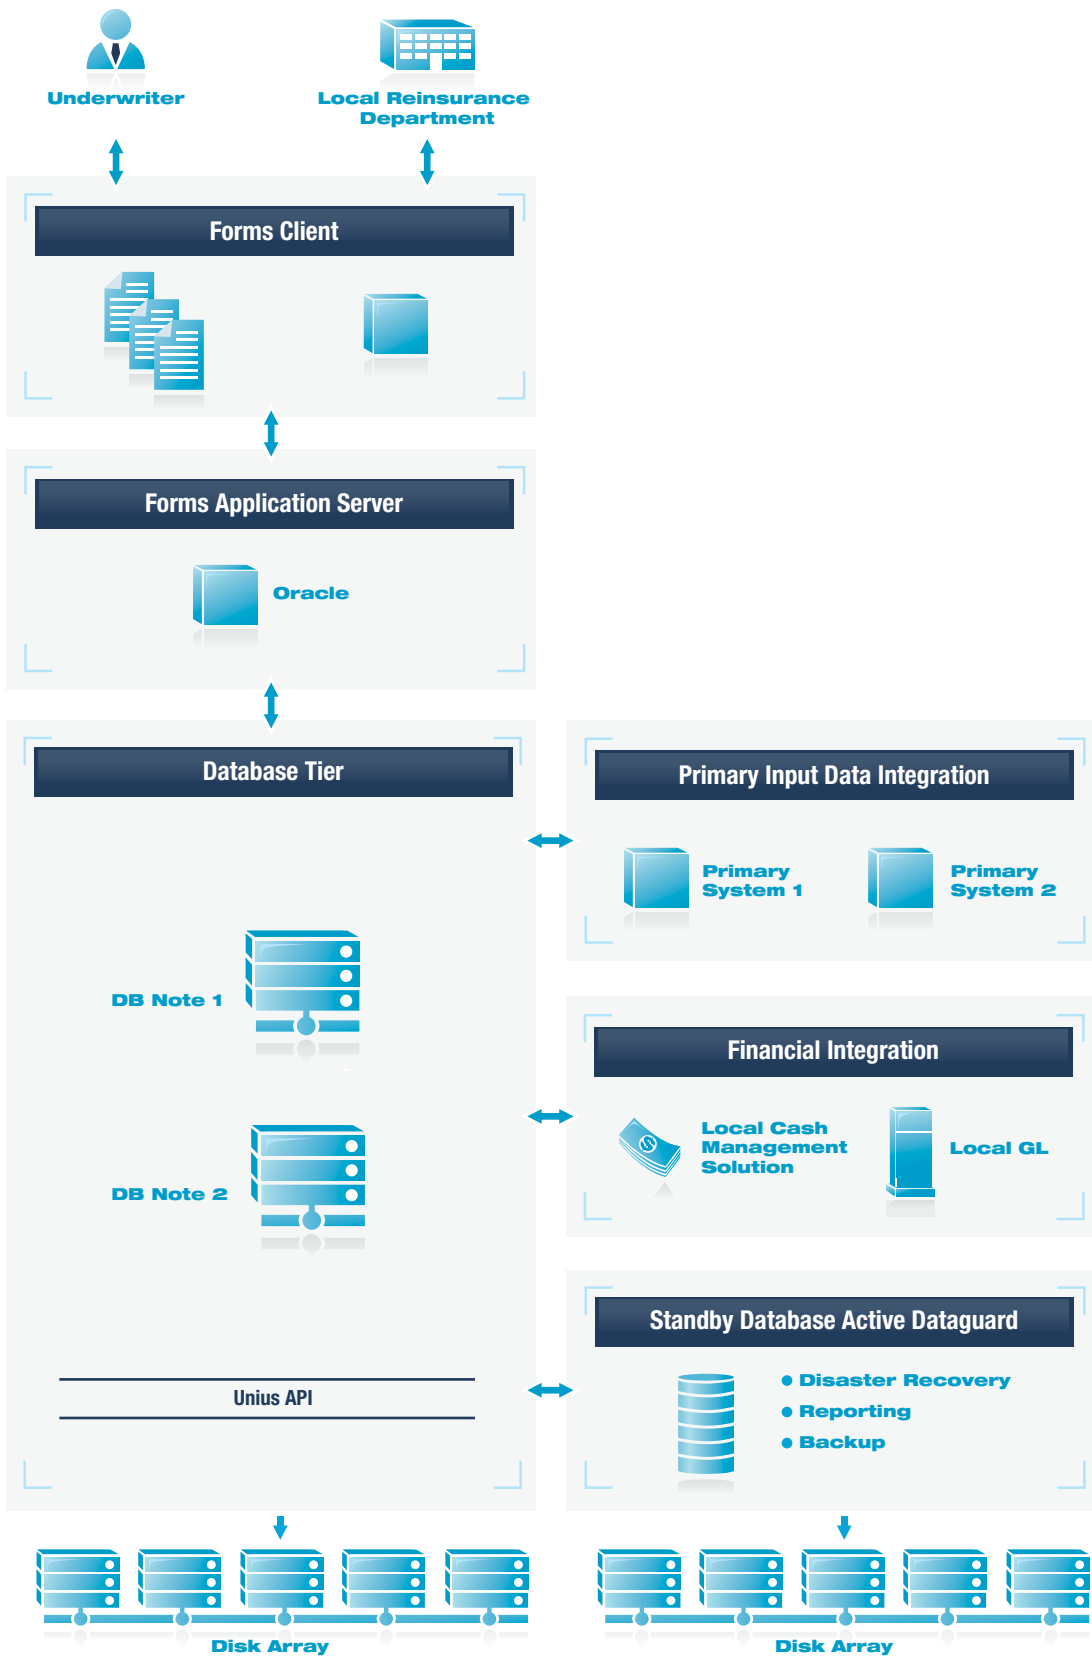 Underwriter
Local Reinsurance
Department
Forms Client
Forms Application Server
Oracle
Database Tier
DB Note 1
DB Note 2
Unius API
Disk Array
Primary Input Data Integration
Primary
System 1
Primary
System 2
Financial Integration
Local Cash
Management
Solution
Local GL
Standby Database Active Dataguard
Disaster Recovery
Reporting
Backup
Disk Array